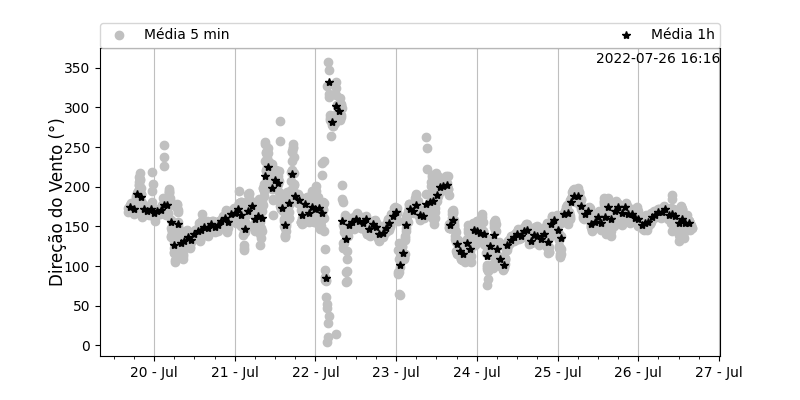 Média 5 min
Média 1h
2022-07-26 16:16
Direção do Vento (°)
350
300
250
200
150
100
50
0
20 - Jul
21 - Jul
22 - Jul
23 - Jul
24 - Jul
25 - Jul
26 - Jul
27 - Jul